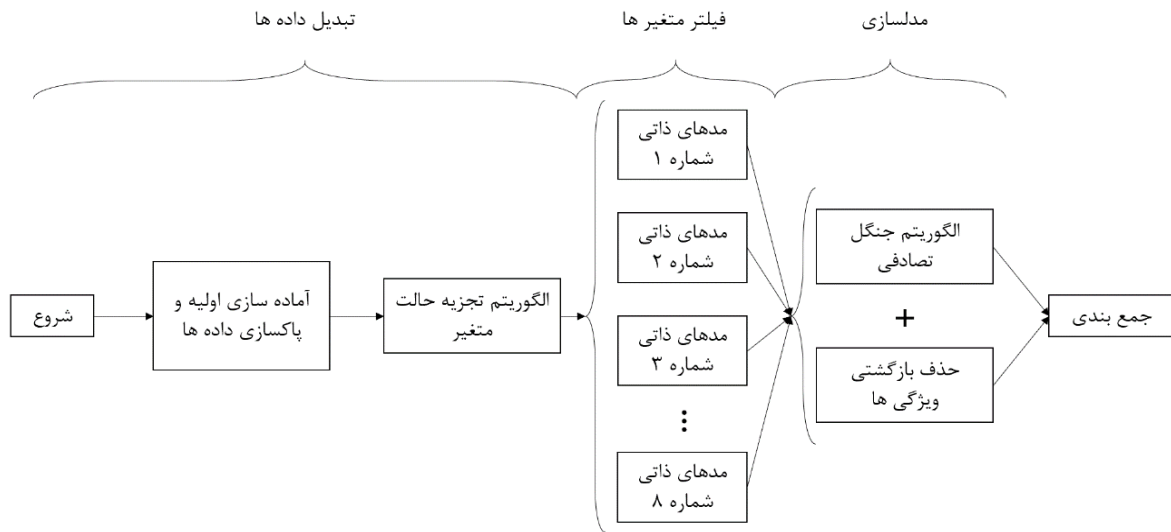 تبدیل داده ها
فیلتر متغیر ها
مدلسازی
شروع
آماده سازی اولیه و
پاکسازی داده ها
الگوریتم تجزیه حالت
متغیر
مدهای ذاتی
شماره ۱
مدهای ذاتی
شماره ۲
مدهای ذاتی
شماره ۳
⋮
مدهای ذاتی
شماره ۸
الگوریتم جنگل
تصادفی
+
حذف بازگشتی
ویژگی ها
جمع بندی